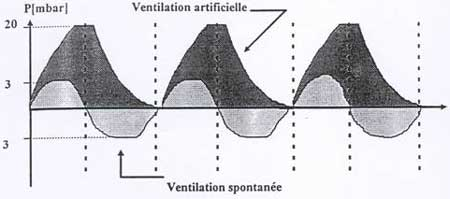 P[mbar]
Ventilation artificielle
20
3
3
Ventilation spontanée